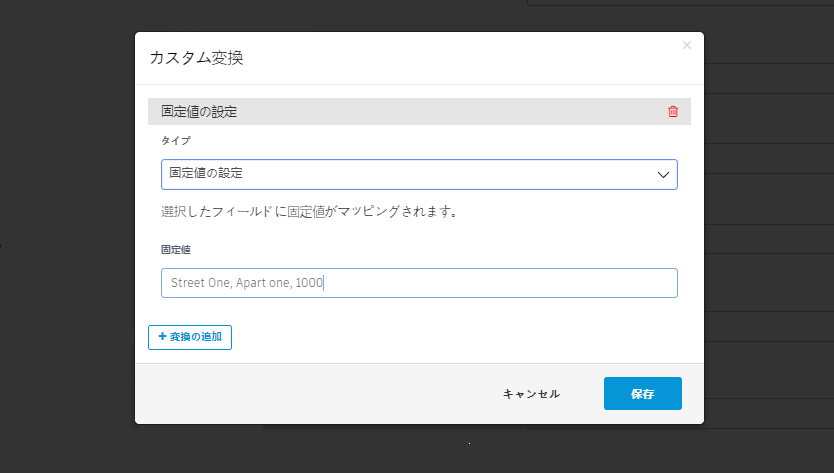 カスタム変換
固定値の設定
タイプ
固定値の設定
選択したフィールドに固定値がマッピングされます。
固定値
Street One, Apart one, 1000
+ 変換の追加
キャンセル 保存